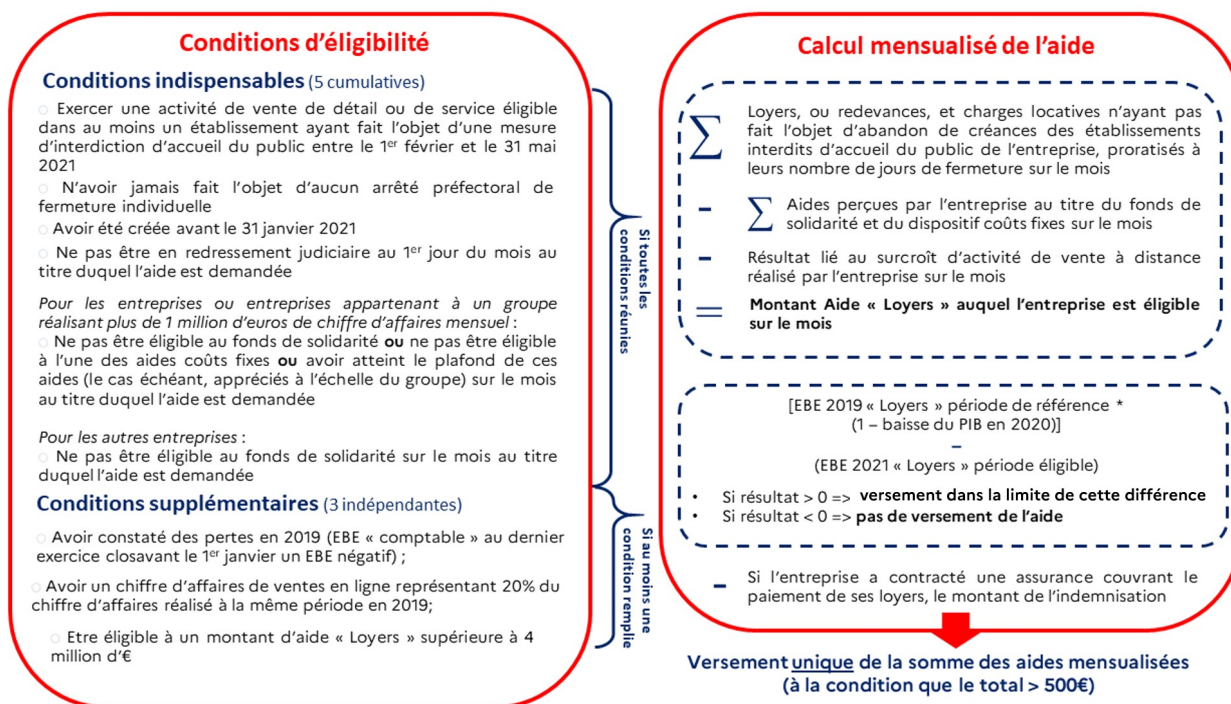 Conditions d'éligibilité
Conditions indispensables (5 cumulatives)
Exercer une activité de vente de détail ou de service éligible
dans au moins un établissement ayant fait l'objet d'une mesure
d'interdiction d'accueil du public entre le 1er février et le 31 mai
2021
N'avoir jamais fait l'objet d'aucun arrêté préfectoral de
fermeture individuelle
Avoir été créée avant le 31 janvier 2021
Ne pas être en redressement judiciaire au 1er jour du mois au
titre duquel l'aide est demandée
Pour les entreprises ou entreprises appartenant à un groupe
réalisant plus de 1 million d'euros de chiffre d'affaires mensuel :
Ne pas être éligible au fonds de solidarité ou ne pas être éligible
à l'une des aides coûts fixes ou avoir atteint le plafond de ces
aides (le cas échéant, appréciés à l'échelle du groupe) sur le mois
au titre duquel l'aide est demandée
Pour les autres entreprises :
Ne pas être éligible au fonds de solidarité sur le mois au titre
duquel l'aide est demandée
Conditions supplémentaires (3 indépendantes)
Avoir constaté des pertes en 2019 (EBE « comptable » au dernier
exercice closavant le 1er janvier un EBE négatif) ;
Avoir un chiffre d'affaires de ventes en ligne représentant 20% du
chiffre d'affaires réalisé à la même période en 2019;
Etre éligible à un montant d'aide « Loyers » supérieure à 4
million d'€
Si toutes les
conditions réunies
Si au moins une
condition remplie
Calcul mensualisé de l'aide
∑ Loyers, ou redevances, et charges locatives n'ayant pas
fait l'objet d'abandon de créances des établissements
interdits d'accueil du public de l'entreprise, proratisés à
leurs nombre de jours de fermeture sur le mois
- ∑ Aides perçues par l'entreprise au titre du fonds de
solidarité et du dispositif coûts fixes sur le mois
- Résultat lié au surcroît d'activité de vente à distance
réalisé par l'entreprise sur le mois
= Montant Aide « Loyers » auquel l'entreprise est éligible
sur le mois
[EBE 2019 « Loyers » période de référence *
(1 – baisse du PIB en 2020)]
–
(EBE 2021 « Loyers » période éligible)
• Si résultat > 0 => versement dans la limite de cette différence
• Si résultat < 0 => pas de versement de l'aide
- Si l'entreprise a contracté une assurance couvrant le
paiement de ses loyers, le montant de l'indemnisation
Versement unique de la somme des aides mensualisées
(à la condition que le total > 500€)